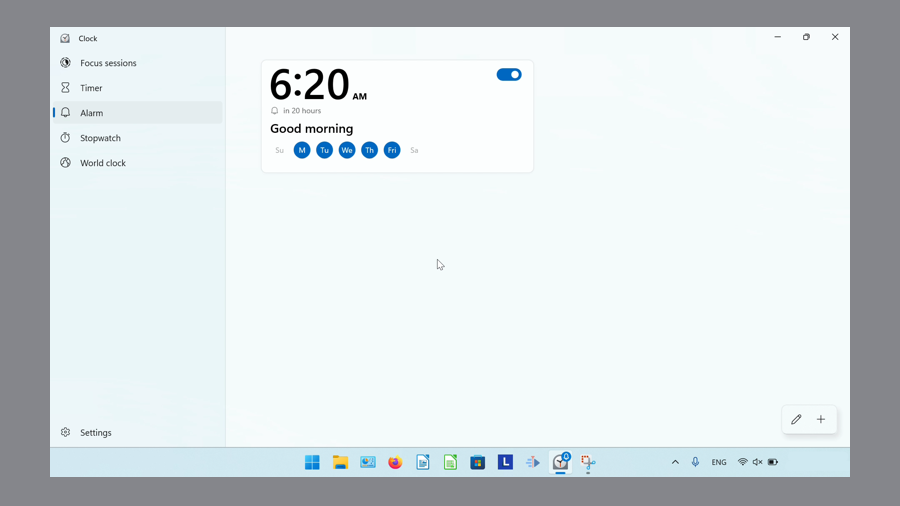 Clock
Focus sessions
Timer
Alarm
Stopwatch
World clock
6:20 AM
in 20 hours
Good morning
Su M Tu We Th Fri Sa
Settings
L
ENG